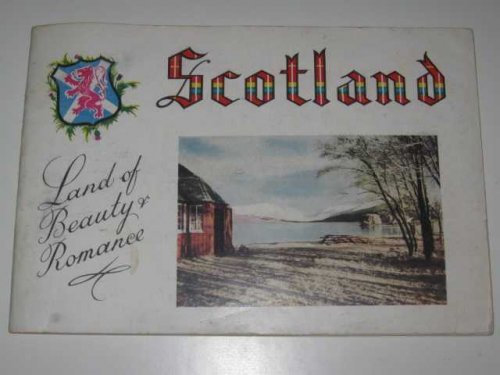 Scotland
Land of
Beauty &
Romance